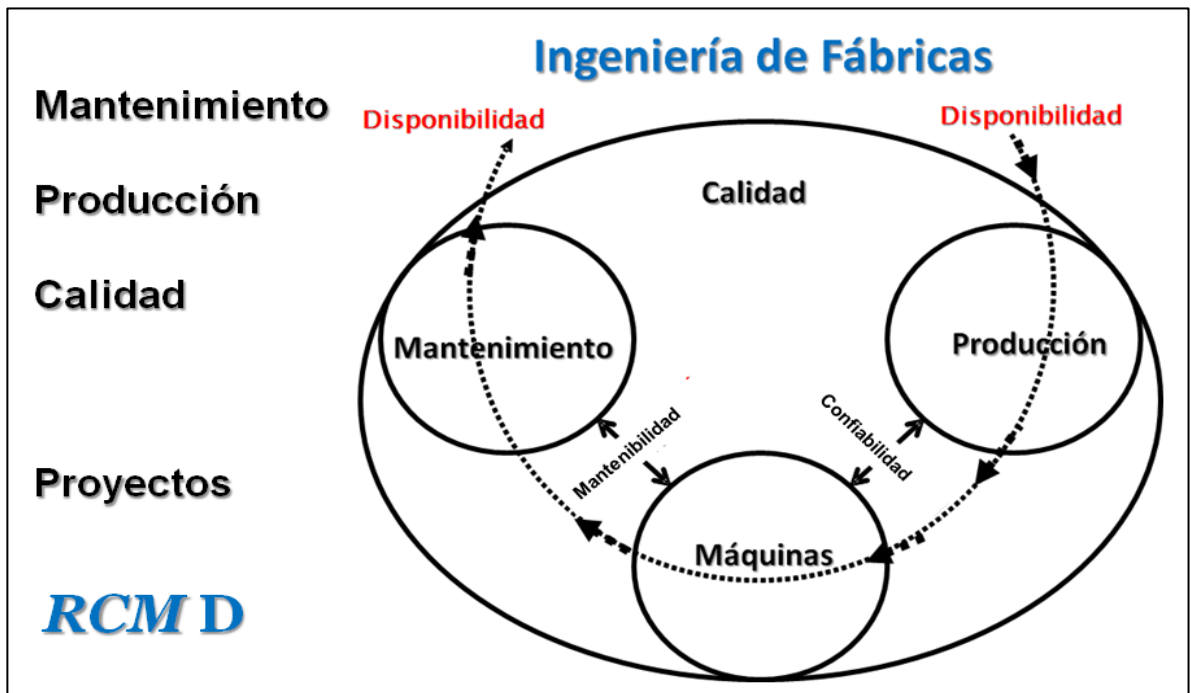 Ingeniería de Fábricas
Mantenimiento
Producción
Calidad
Proyectos
RCM D
Disponibilidad
Disponibilidad
Calidad
Mantenimiento
Producción
Mantenibilidad
Confiabilidad
Máquinas